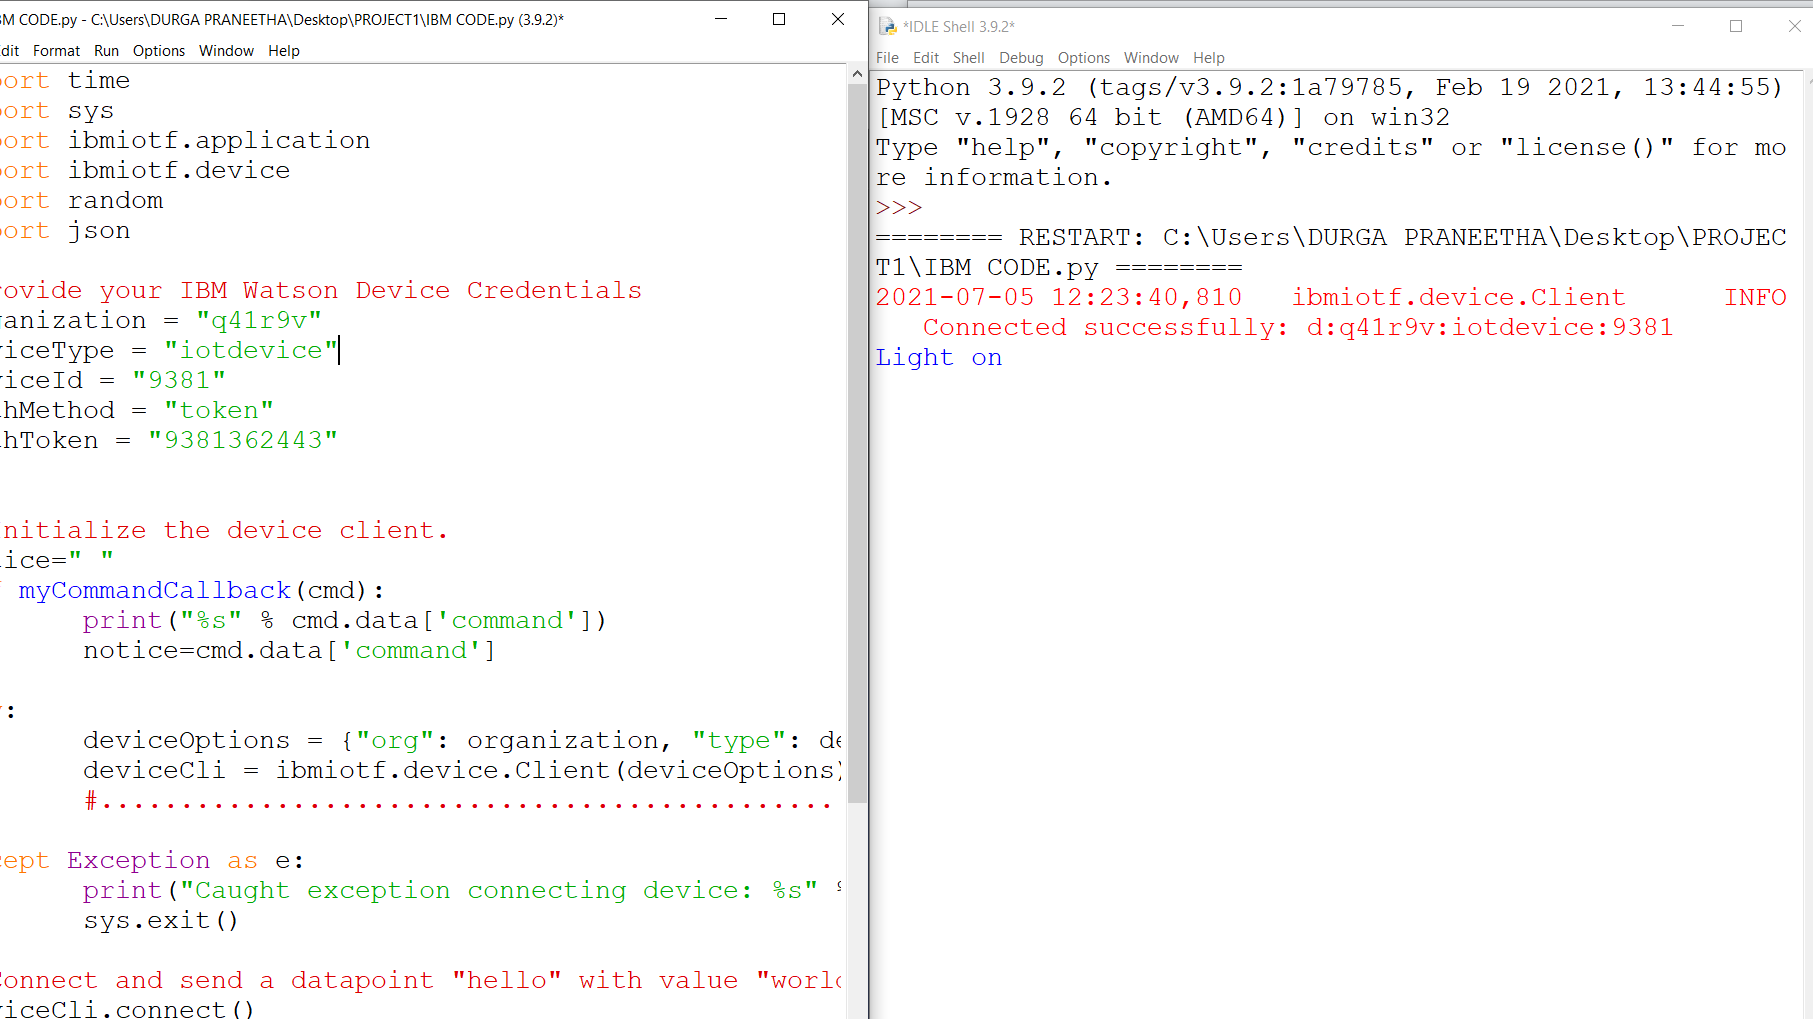 BM CODE.py - C:\Users\DURGA PRANEETHA\Desktop\PROJECT1\IBM CODE.py (3.9.2)*
dit Format Run Options Window Help
ort time
ort sys
ort ibmiotf.application
ort ibmiotf.device
ort random
ort json
ovide your IBM Watson Device Credentials
anization = "q41r9v"
iceType = "iotdevice"
iceId = "9381"
hMethod = "token"
hToken = "9381362443"
nitialize the device client.
ice=" "
myCommandCallback(cmd):
print("%s" % cmd.data['command'])
notice=cmd.data['command']
:
deviceOptions = {"org": organization, "type": de
deviceCli = ibmiotf.device.Client(deviceOptions)
#..............................................
ept Exception as e:
print("Caught exception connecting device: %s" %
sys.exit()
onnect and send a datapoint "hello" with value "world
iceCli.connect()
*IDLE Shell 3.9.2*
File Edit Shell Debug Options Window Help
Python 3.9.2 (tags/v3.9.2:1a79785, Feb 19 2021, 13:44:55)
[MSC v.1928 64 bit (AMD64)] on win32
Type "help", "copyright", "credits" or "license()" for mo
re information.
>>>
======== RESTART: C:\Users\DURGA PRANEETHA\Desktop\PROJEC
T1\IBM CODE.py ========
2021-07-05 12:23:40,810 ibmiotf.device.Client INFO
Connected successfully: d:q41r9v:iotdevice:9381
Light on